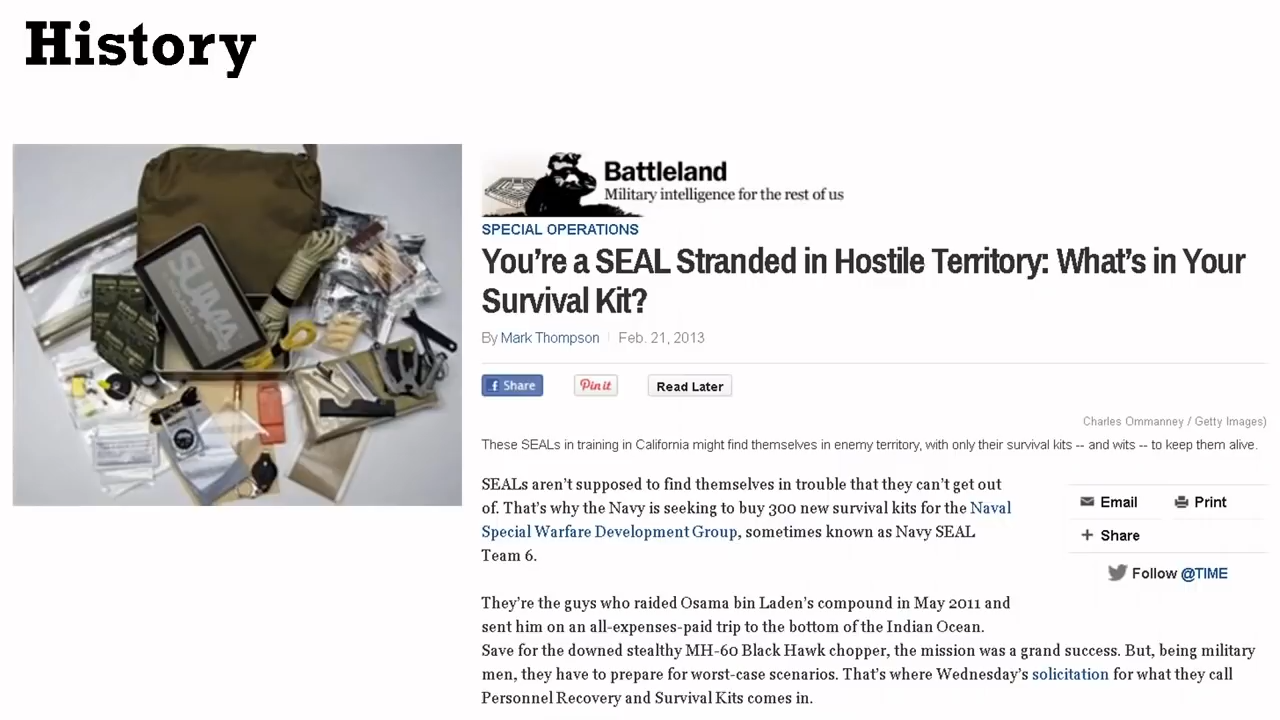 History
SUMA
Battleland
Military intelligence for the rest of us
SPECIAL OPERATIONS
You're a SEAL Stranded in Hostile Territory: What's in Your
Survival Kit?
By Mark Thompson | Feb. 21, 2013
f Share
Pin it
Read Later
Charles Ommanney / Getty Images)
These SEALs in training in California might find themselves in enemy territory, with only their survival kits -- and wits -- to keep them alive.
SEALs aren't supposed to find themselves in trouble that they can't get out
of. That's why the Navy is seeking to buy 300 new survival kits for the Naval
Special Warfare Development Group, sometimes known as Navy SEAL
Team 6.
Email
Print
+ Share
Follow @TIME
They're the guys who raided Osama bin Laden's compound in May 2011 and
sent him on an all-expenses-paid trip to the bottom of the Indian Ocean.
Save for the downed stealthy MH-60 Black Hawk chopper, the mission was a grand success. But, being military
men, they have to prepare for worst-case scenarios. That's where Wednesday's solicitation for what they call
Personnel Recovery and Survival Kits comes in.